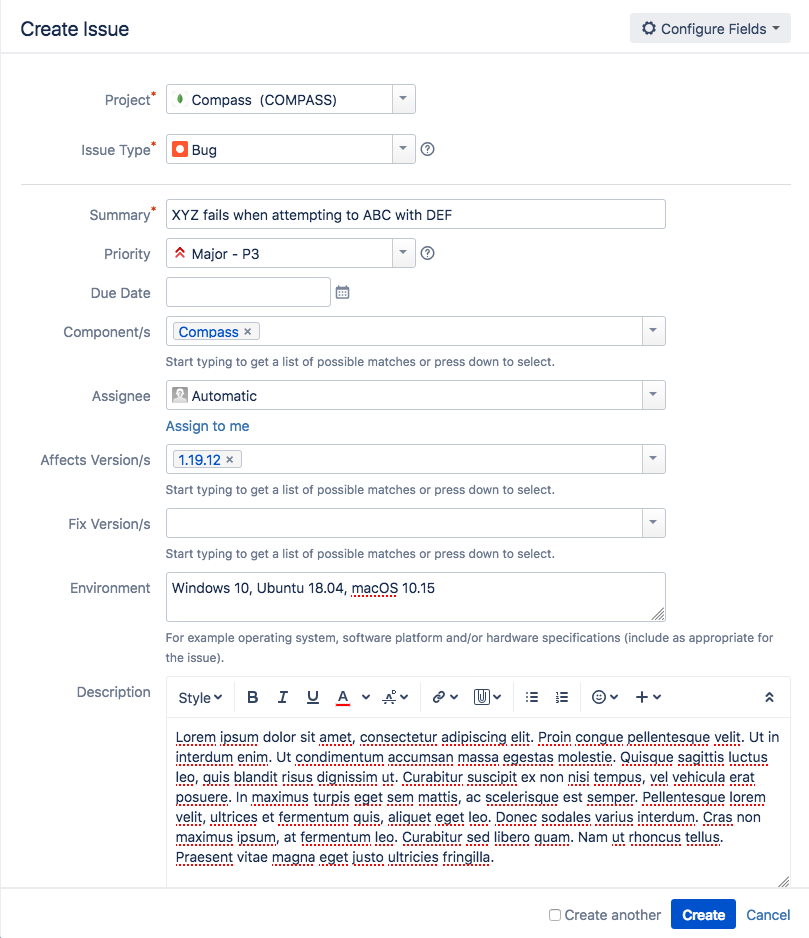 Create Issue
Configure Fields
Project*
Compass (COMPASS)
Issue Type*
Bug
Summary*
XYZ fails when attempting to ABC with DEF
Priority
Major - P3
Due Date
Component/s
Compass
Start typing to get a list of possible matches or press down to select.
Assignee
Automatic
Assign to me
Affects Version/s
1.19.12
Start typing to get a list of possible matches or press down to select.
Fix Version/s
Start typing to get a list of possible matches or press down to select.
Environment
Windows 10, Ubuntu 18.04, macOS 10.15
For example operating system, software platform and/or hardware specifications (include as appropriate for
the issue).
Description
Style B I U A
Lorem ipsum dolor sit amet, consectetur adipiscing elit. Proin congue pellentesque velit. Ut in
interdum enim. Ut condimentum accumsan massa egestas molestie. Quisque sagittis luctus
leo, quis blandit risus dignissim ut. Curabitur suscipit ex non nisi tempus, vel vehicula erat
posuere. In maximus turpis eget sem mattis, ac scelerisque est semper. Pellentesque lorem
velit, ultrices et fermentum quis, aliquet eget leo. Donec sodales varius interdum. Cras non
maximus ipsum, at fermentum leo. Curabitur sed libero quam. Nam ut rhoncus tellus.
Praesent vitae magna eget justo ultricies fringilla.
Create another
Create
Cancel